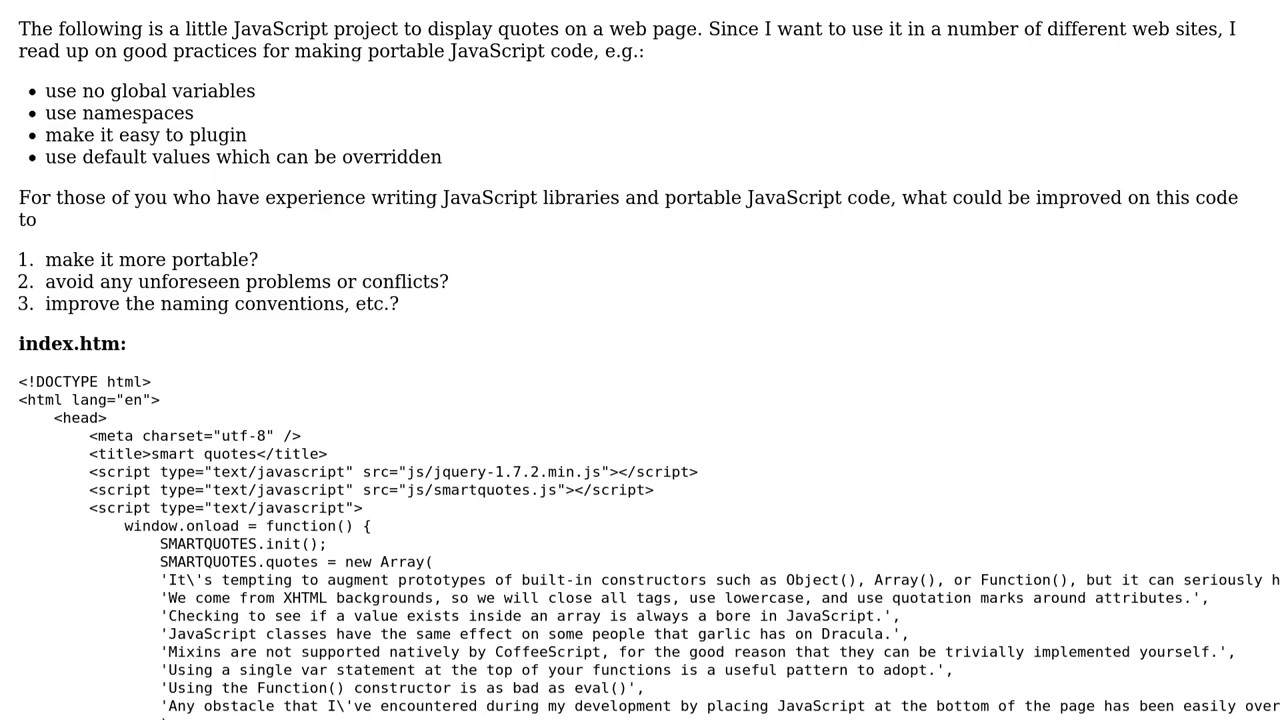 The following is a little JavaScript project to display quotes on a web page. Since I want to use it in a number of different web sites, I
read up on good practices for making portable JavaScript code, e.g.:
• use no global variables
• use namespaces
• make it easy to plugin
• use default values which can be overridden
For those of you who have experience writing JavaScript libraries and portable JavaScript code, what could be improved on this code
to
1. make it more portable?
2. avoid any unforeseen problems or conflicts?
3. improve the naming conventions, etc.?
index.htm:
<!DOCTYPE html>
<html lang="en">
    <head>
        <meta charset="utf-8" />
        <title>smart quotes</title>
        <script type="text/javascript" src="js/jquery-1.7.2.min.js"></script>
        <script type="text/javascript" src="js/smartquotes.js"></script>
        <script type="text/javascript">
            window.onload = function() {
                SMARTQUOTES.init();
                SMARTQUOTES.quotes = new Array(
                'It\'s tempting to augment prototypes of built-in constructors such as Object(), Array(), or Function(), but it can seriously
                'We come from XHTML backgrounds, so we will close all tags, use lowercase, and use quotation marks around attributes.',
                'Checking to see if a value exists inside an array is always a bore in JavaScript.',
                'JavaScript classes have the same effect on some people that garlic has on Dracula.',
                'Mixins are not supported natively by CoffeeScript, for the good reason that they can be trivially implemented yourself.',
                'Using a single var statement at the top of your functions is a useful pattern to adopt.',
                'Using the Function() constructor is as bad as eval()',
                'Any obstacle that I\'ve encountered during my development by placing JavaScript at the bottom of the page has been easily over